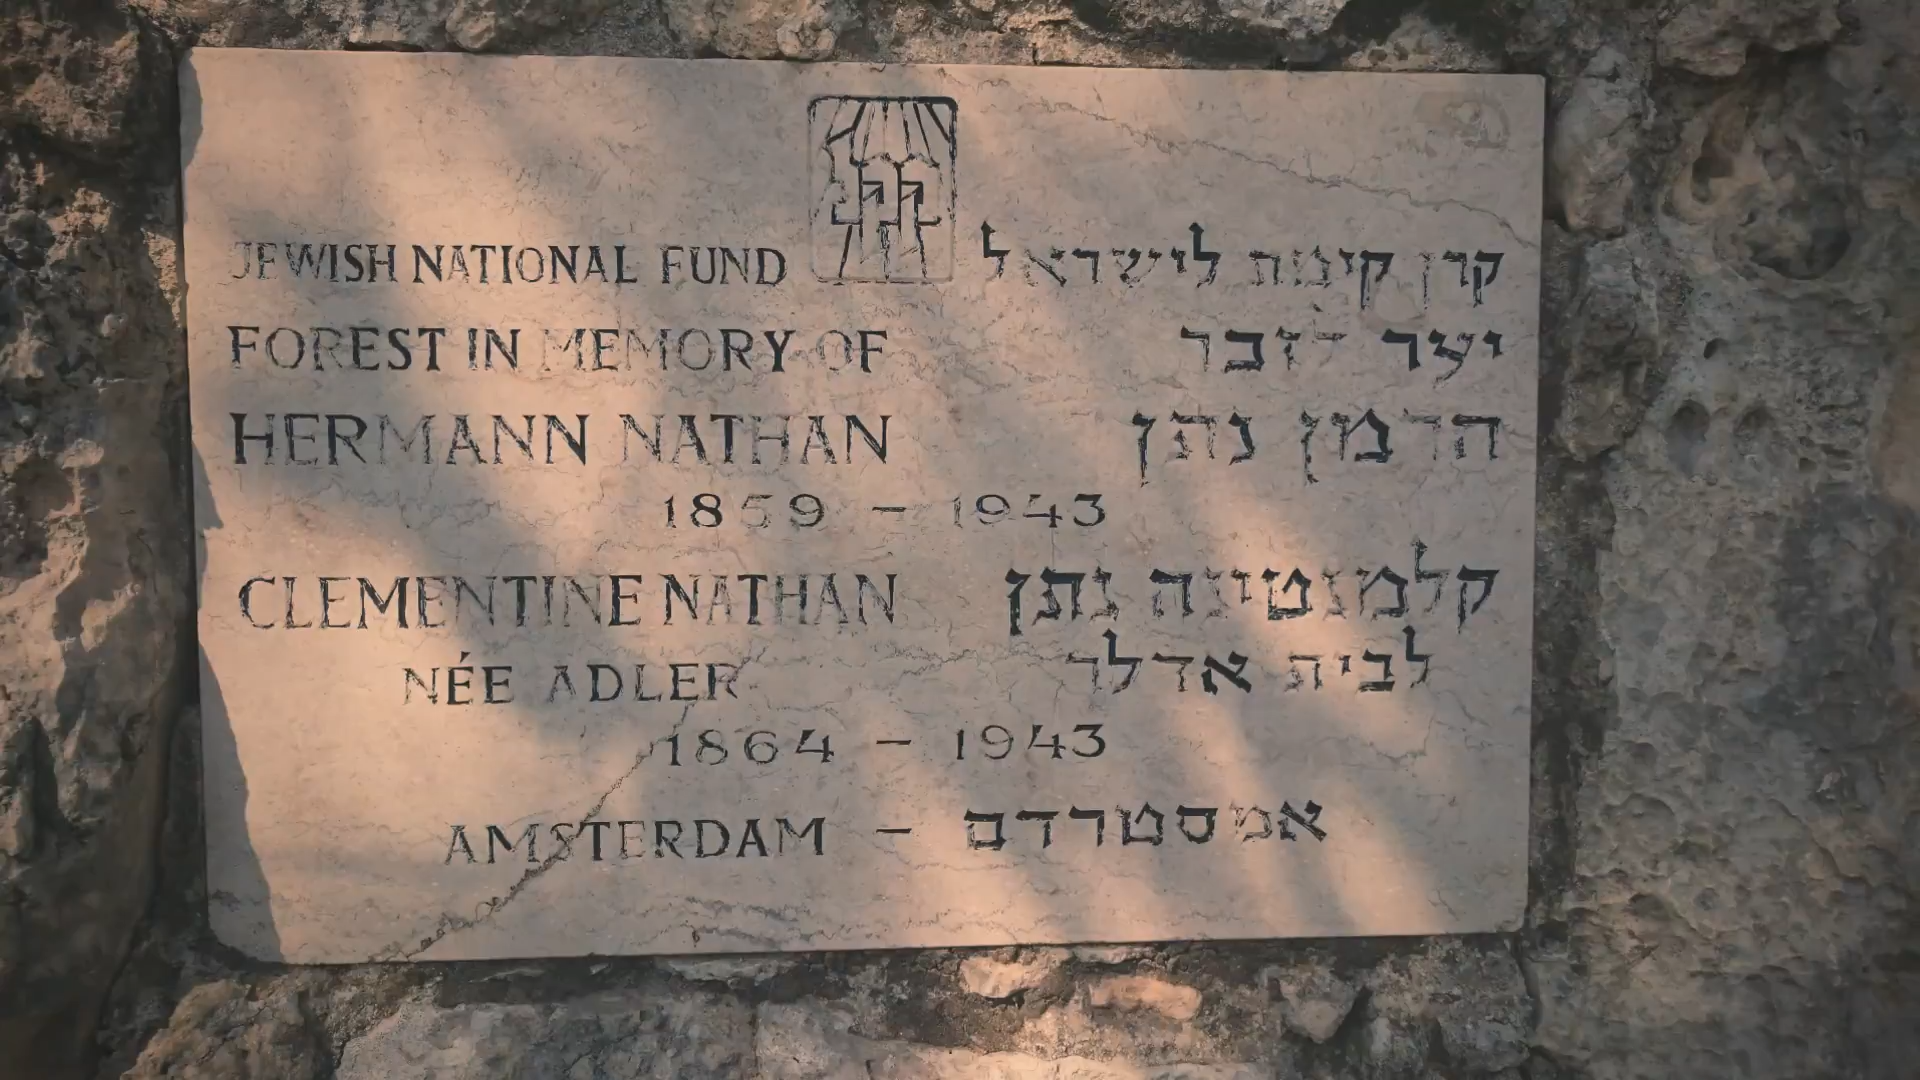 JEWISH NATIONAL FUND קרן קימת לישראל
FOREST IN MEMORY OF יער לזכר
HERMANN NATHAN הרמן נתן
1859 - 1943
CLEMENTINE NATHAN קלמנטינה נתן
NÉE ADLER לבית אדלר
1864 - 1943
AMSTERDAM - אמסטרדם